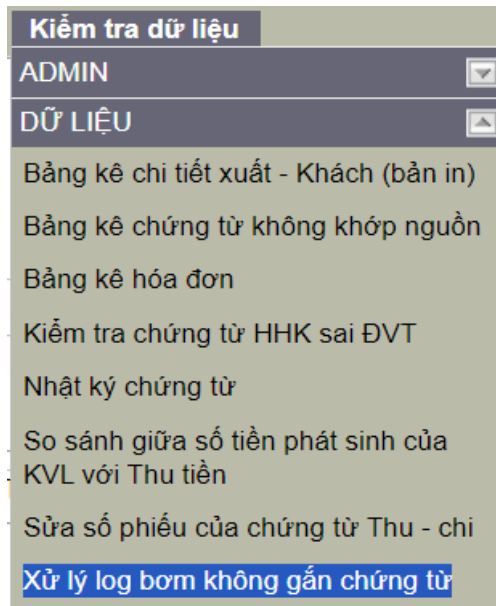 Kiểm tra dữ liệu
ADMIN
DỮ LIỆU
Bảng kê chi tiết xuất - Khách (bản in)
Bảng kê chứng từ không khớp nguồn
Bảng kê hóa đơn
Kiểm tra chứng từ HHK sai ĐVT
Nhật ký chứng từ
So sánh giữa số tiền phát sinh của
KVL với Thu tiền
Sửa số phiếu của chứng từ Thu - chi
Xử lý log bơm không gắn chứng từ